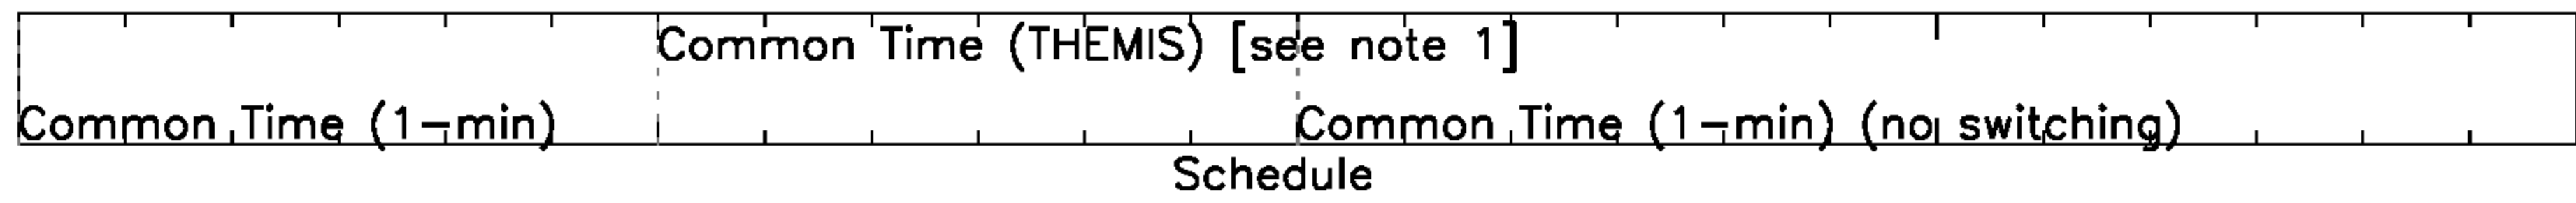 Common Time (THEMIS) [see note 1]
Common Time (1-min)
Common Time (1-min) (no switching)
Schedule